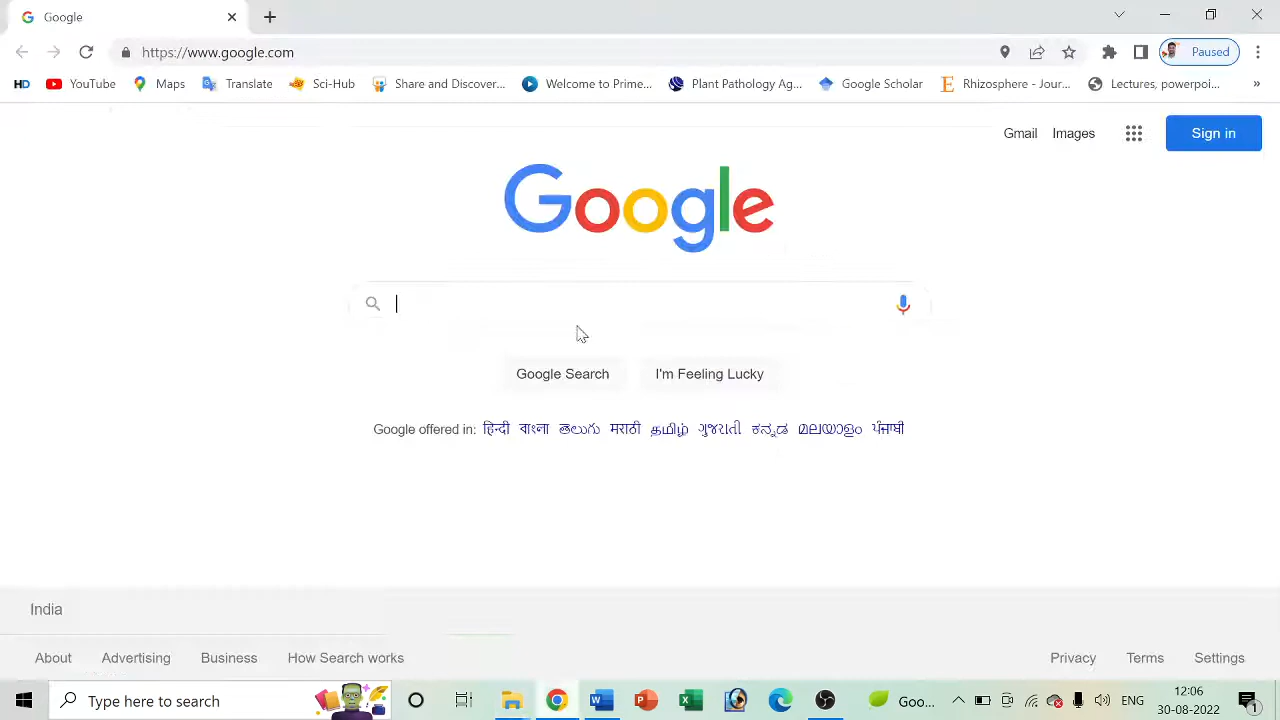 Google
https://www.google.com
Paused
HD YouTube Maps Translate Sci-Hub Share and Discover... Welcome to Prime... Plant Pathology Ag... Google Scholar Rhizosphere - Jour... Lectures, powerpoi... »
Gmail Images Sign in
Google
Google Search I'm Feeling Lucky
Google offered in: हिन्दी বাংলা తెలుగు मराठी தமிழ் ગુજરાતી ಕನ್ನಡ മലയാളം ਪੰਜਾਬੀ
India
About Advertising Business How Search works Privacy Terms Settings
Type here to search Goo... ENG 12:06
30-08-2022 1